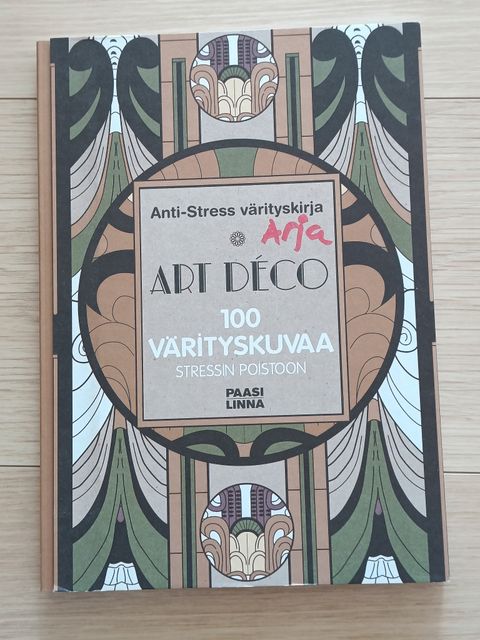 Anti-Stress värityskirja
Arja
ART DÉCO
100
VÄRITYSKUVAA
STRESSIN POISTOON
PAASI
LINNA